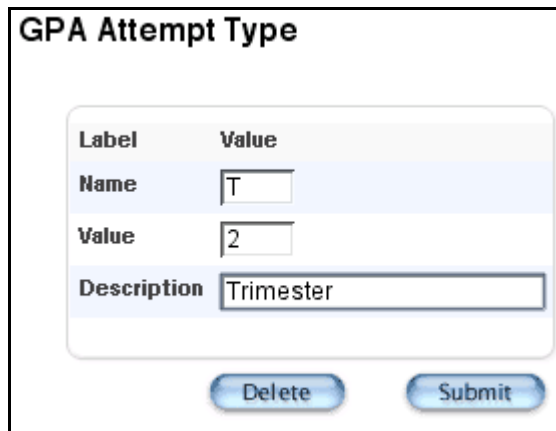 GPA Attempt Type
Label Value
Name T
Value 2
Description Trimester
Delete Submit